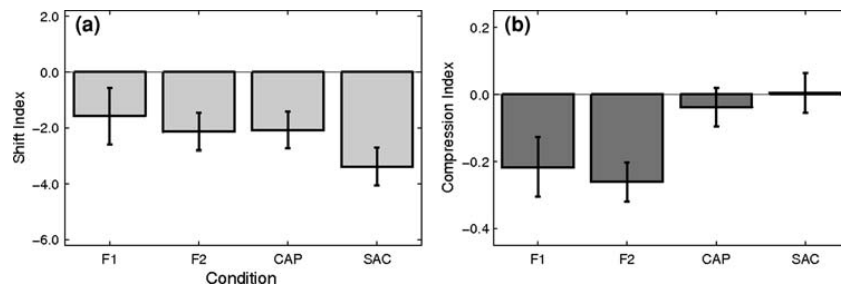 (a)
2.0
0.0
−2.0
−4.0
−6.0
Shift Index
F1 F2 CAP SAC
Condition
(b)
0.2
0.0
−0.2
−0.4
Compression Index
F1 F2 CAP SAC